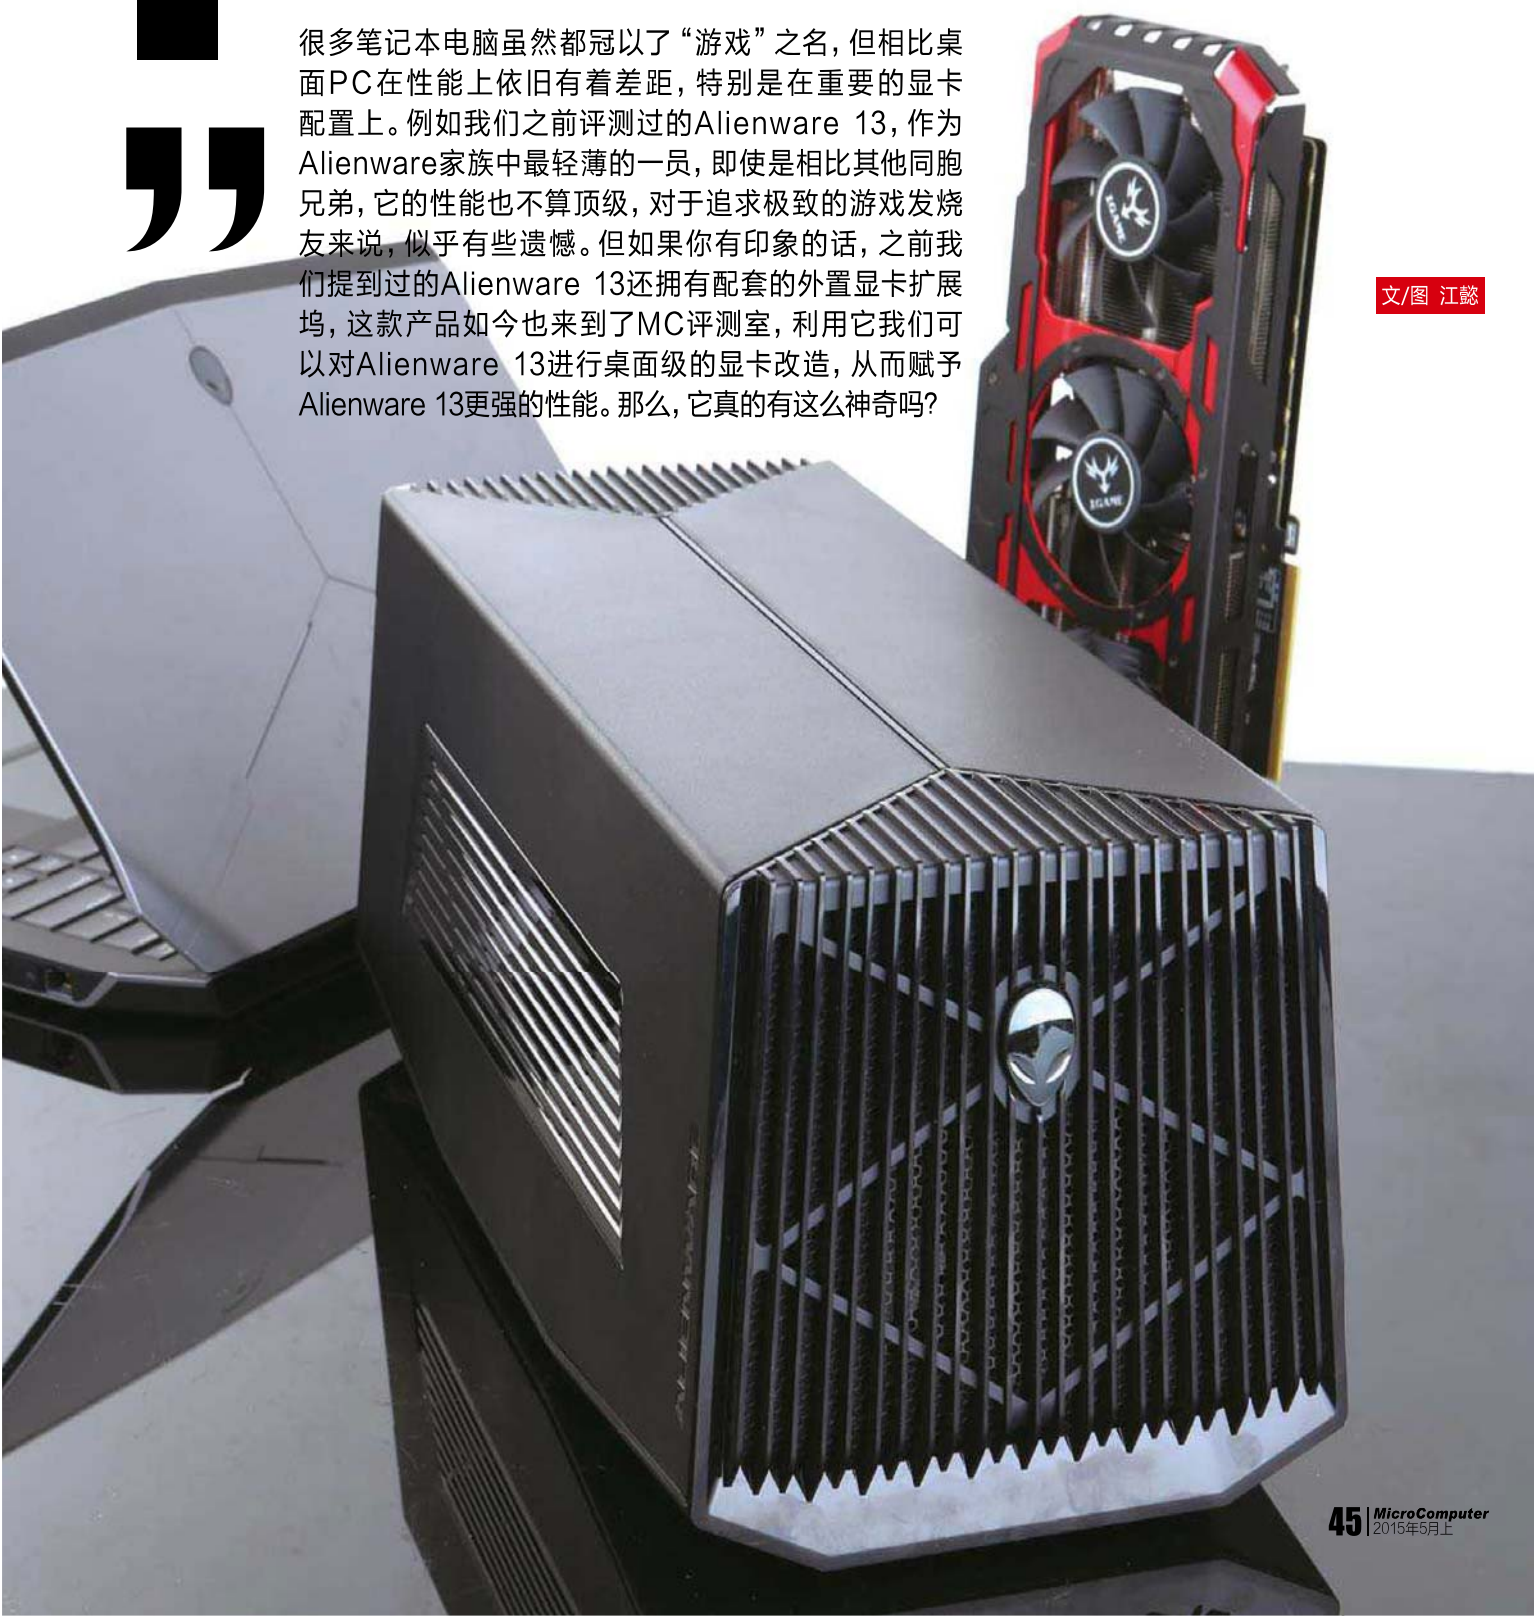 很多笔记本电脑虽然都冠以了“游戏”之名，但相比桌
面PC在性能上依旧有着差距，特别是在重要的显卡
配置上。例如我们之前评测过的Alienware 13，作为
Alienware家族中最轻薄的一员，即使是相比其他同胞
兄弟，它的性能也不算顶级，对于追求极致的游戏发烧
友来说，似乎有些遗憾。但如果你有印象的话，之前我
们提到过的Alienware 13还拥有配套的外置显卡扩展
坞，这款产品如今也来到了MC评测室，利用它我们可
以对Alienware 13进行桌面级的显卡改造，从而赋予
Alienware 13更强的性能。那么，它真的有这么神奇吗？
文/图 江懿
IGAME
IGAME
ALIENWARE
45
MicroComputer
2015年5月上